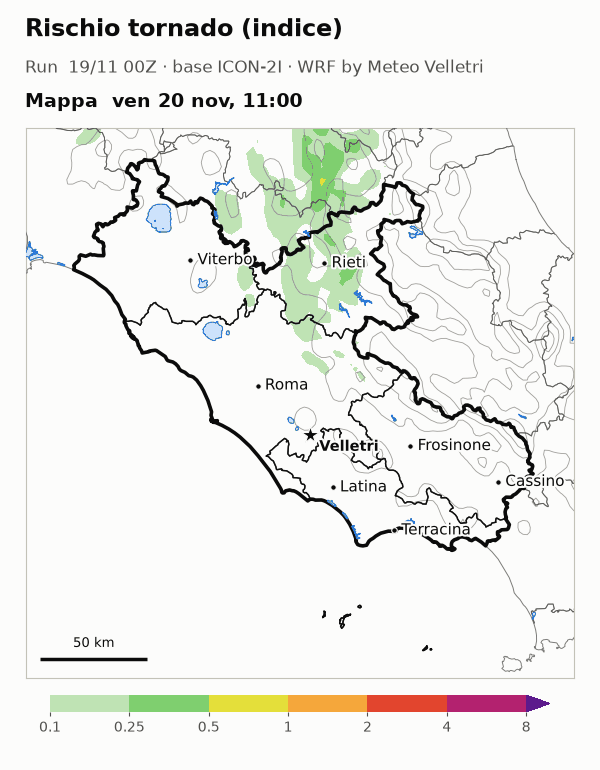 Rischio tornado (indice)
Run  19/11 00Z · base ICON-2I · WRF by Meteo Velletri
Mappa  ven 20 nov, 11:00
Viterbo
Rieti
Roma
Velletri
Frosinone
Latina
Cassino
Terracina
50 km
0.1 0.25 0.5 1 2 4 8